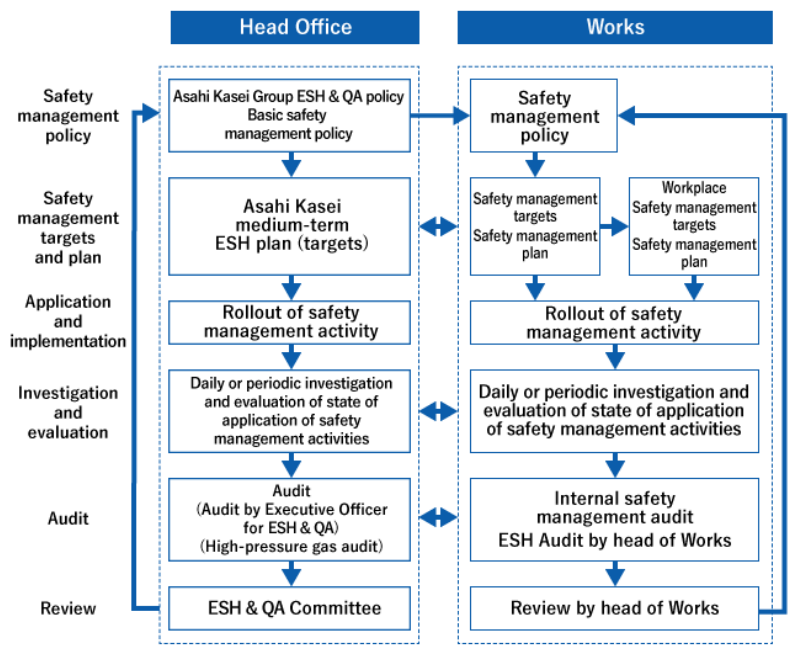 Head Office
Works
Safety
management
policy
Asahi Kasei Group ESH & QA policy
Basic safety
management policy
Safety
management
policy
Safety
management
targets
and plan
Asahi Kasei
medium-term
ESH plan (targets)
Safety management
targets
Safety management
plan
Workplace
Safety management
targets
Safety management
plan
Application
and
implementation
Rollout of safety
management activity
Rollout of safety
management activity
Investigation
and
evaluation
Daily or periodic investigation
and evaluation of state of
application of safety
management activities
Daily or periodic investigation and
evaluation of state of application
of safety management activities
Audit
Audit
(Audit by Executive Officer
for ESH & QA)
(High-pressure gas audit)
Internal safety
management audit
ESH Audit by head of Works
Review
ESH & QA Committee
Review by head of Works